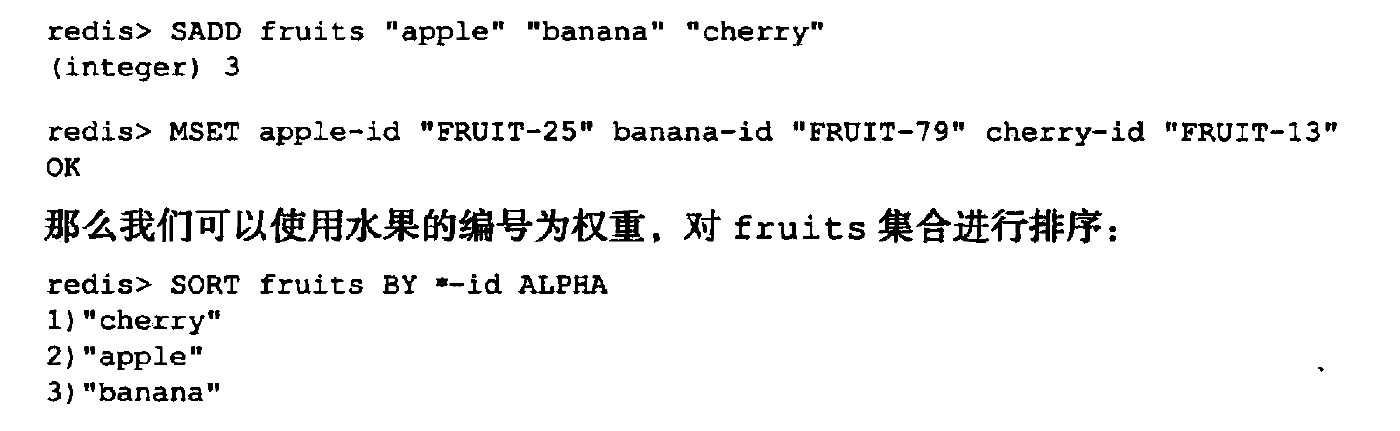 redis> SADD fruits "apple" "banana" "cherry"
(integer) 3
redis> MSET apple-id "FRUIT-25" banana-id "FRUIT-79" cherry-id "FRUIT-13"
OK
那么我们可以使用水果的编号为权重，对 fruits 集合进行排序：
redis> SORT fruits BY *-id ALPHA
1)"cherry"
2)"apple"
3)"banana"